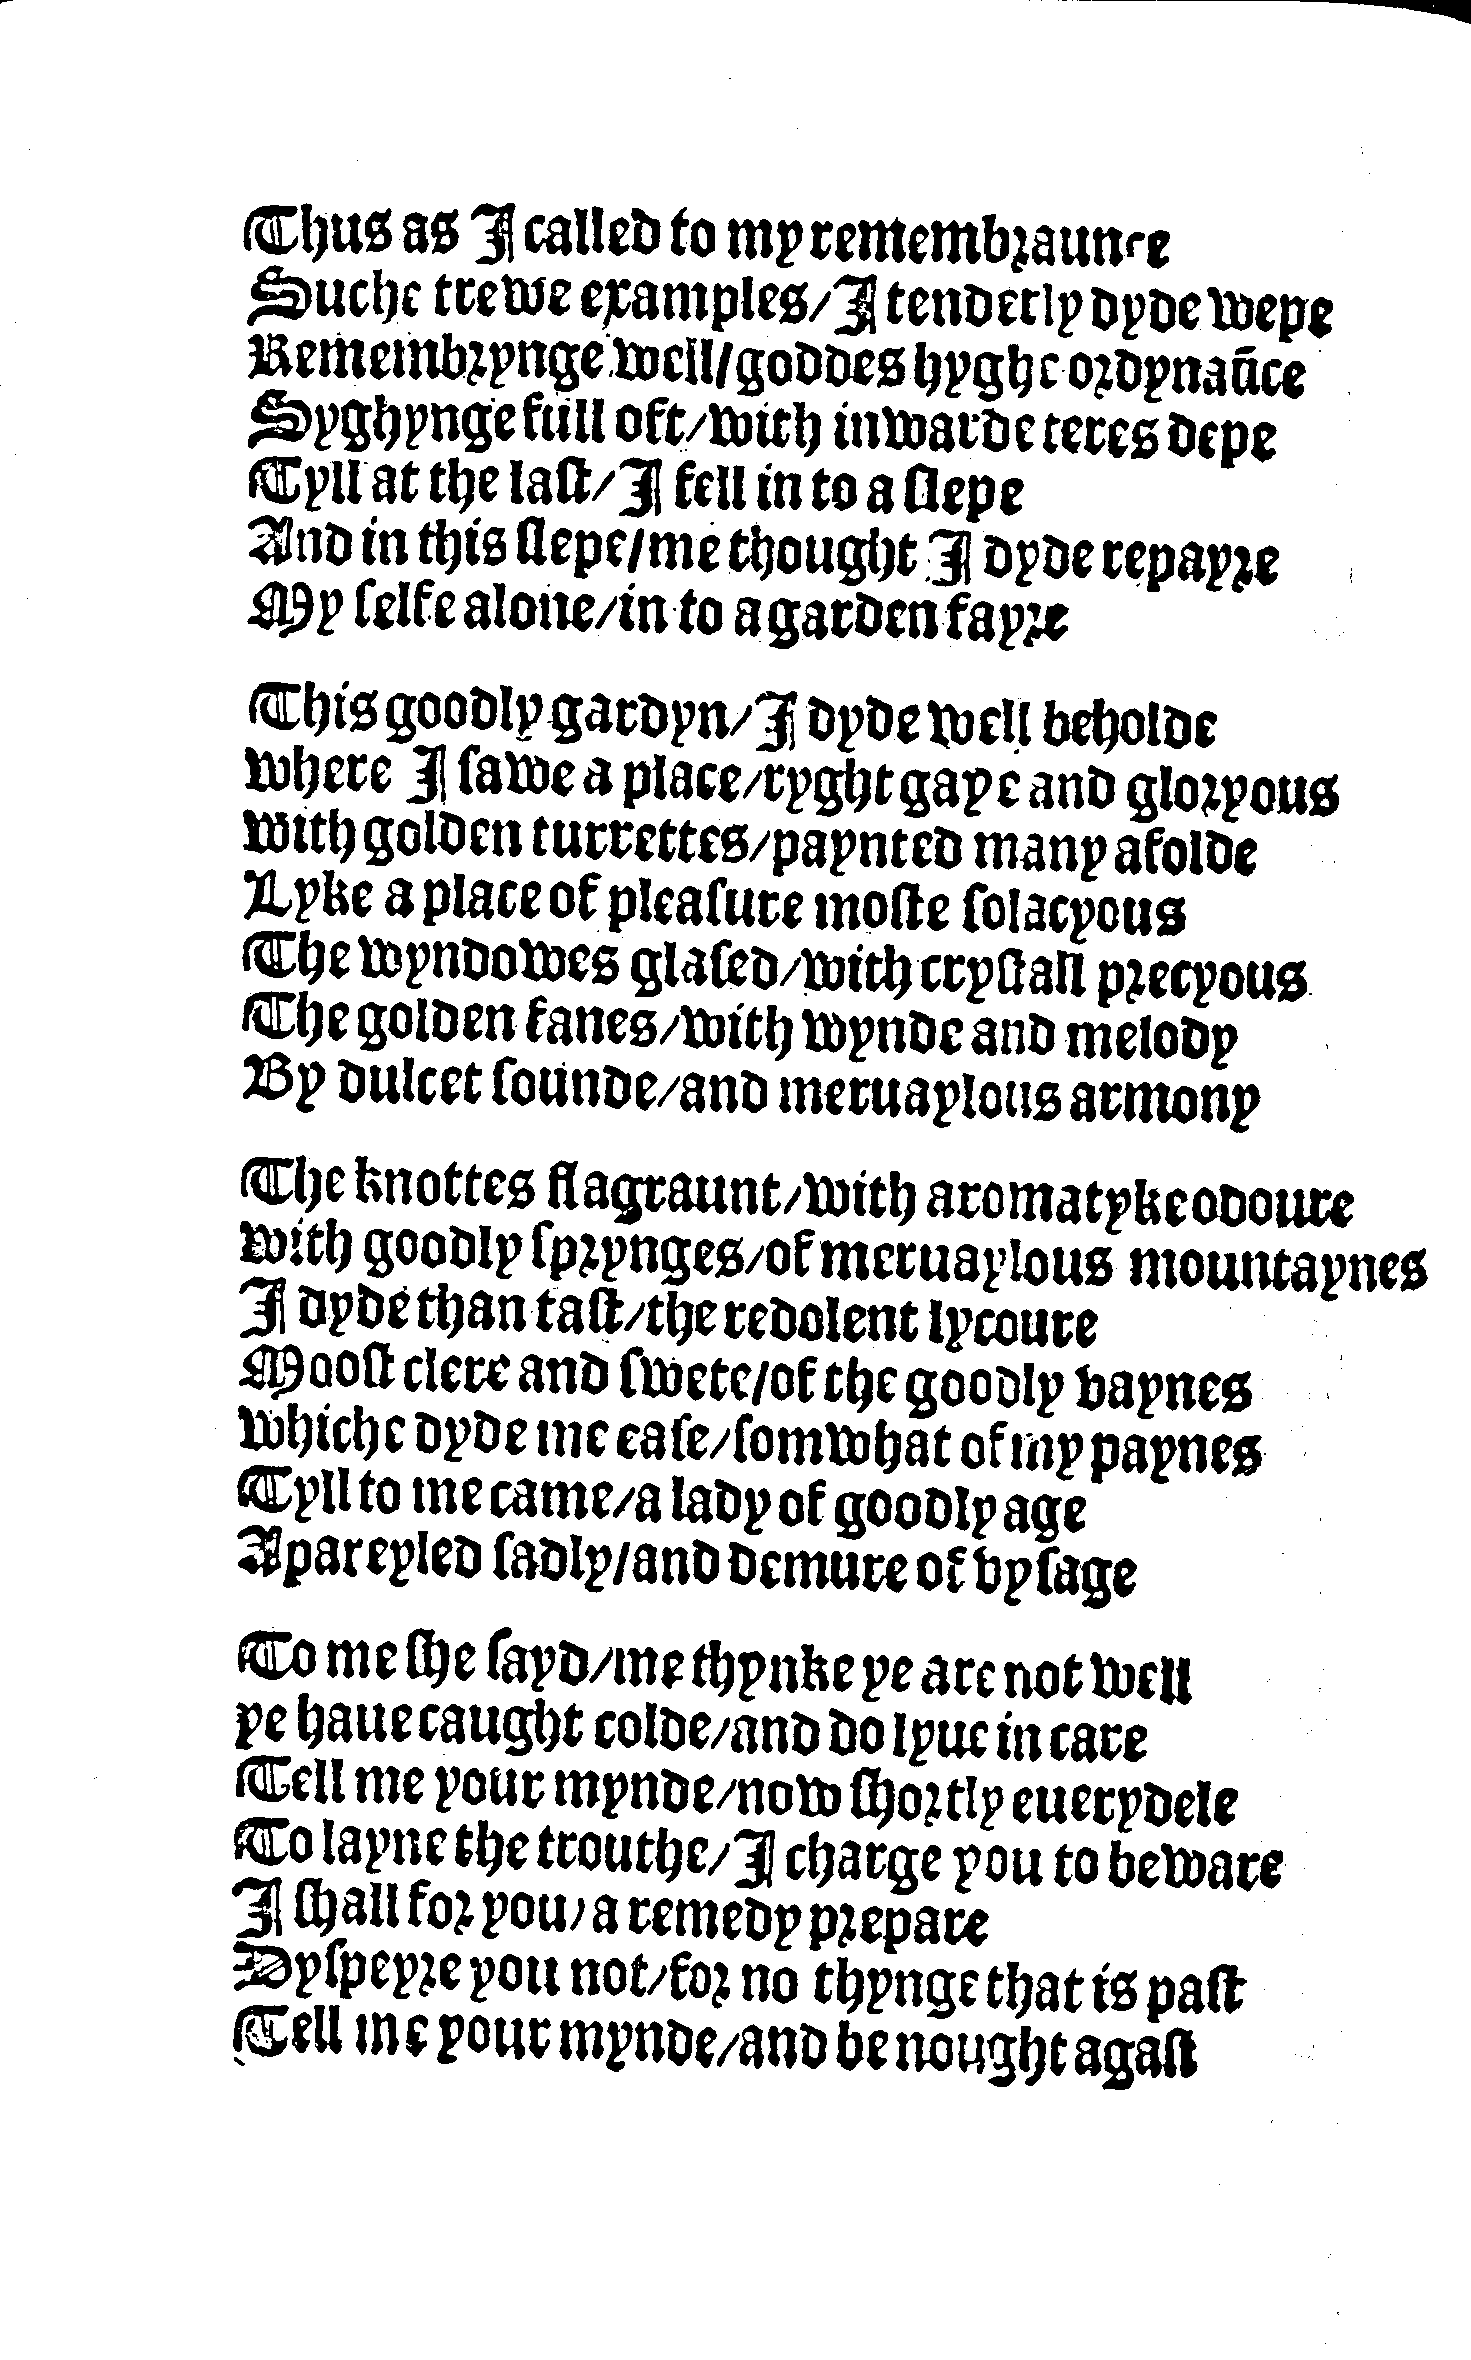 Thus as I called to my remembraunce
Suche trewe examples/I tenderly dyde wepe
Remembrynge well/goddes hyghe ordynañce
Syghynge full oft/with inwarde teres depe
Tyll at the last/I fell in to a slepe
And in this slepe/me thought I dyde repayre
My selfe alone/in to a garden fayre

This goodly gardyn/I dyde well beholde
where I sawe a place/ryght gaye and gloryous
with golden turrettes/paynted many afolde
Lyke a place of pleasure moste solacyous
The wyndowes glased/with crystall precyous
The golden fanes/with wynde and melody
By dulcet sounde/and meruaylous armony

The knottes flagraunt/with aromatyke odoure
with goodly sprynges/of meruaylous mountaynes
I dyde than tast/the redolent lycoure
Moost clere and swete/of the goodly vaynes
whiche dyde me ease/somwhat of my paynes
Tyll to me came/a lady of goodly age
Apareyled sadly/and demure of vysage

To me she sayd/me thynke ye are not well
ye haue caught colde/and do lyue in care
Tell me your mynde/now shortly euerydele
To layne the trouthe/I charge you to beware
I shall for you/a remedy prepare
Dyspeyre you not/for no thynge that is past
Tell me your mynde/and be nought agast